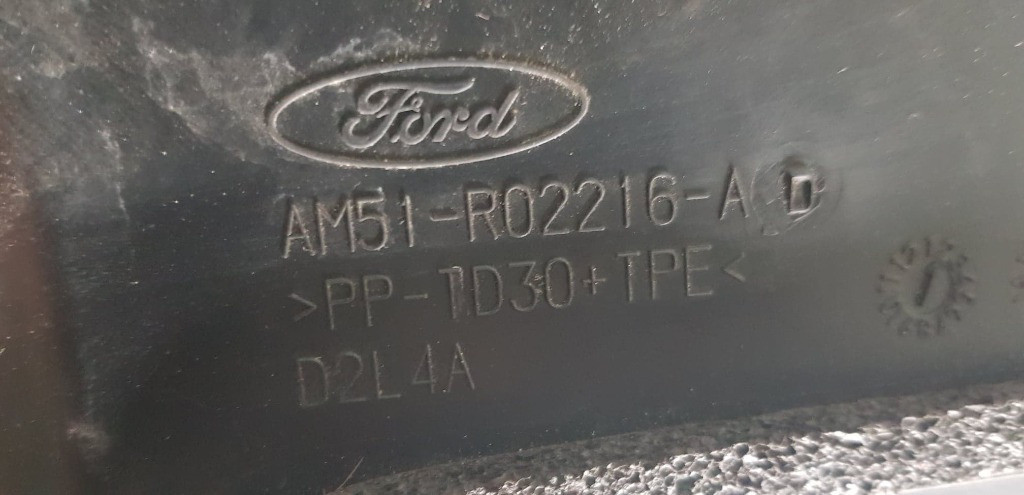 Ford
AM51-R02216-AD
>PP-TD30+TPE<
D2L4A